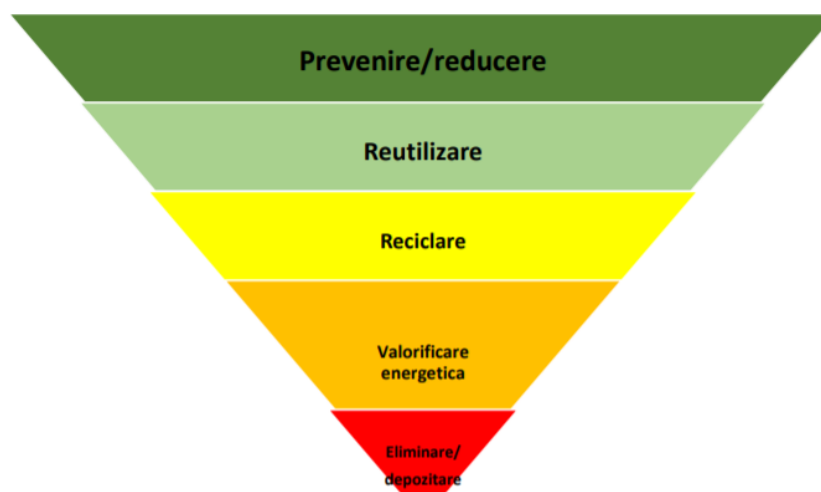 Prevenire/reducere
Reutilizare
Reciclare
Valorificare
energetica
Eliminare/
depozitare